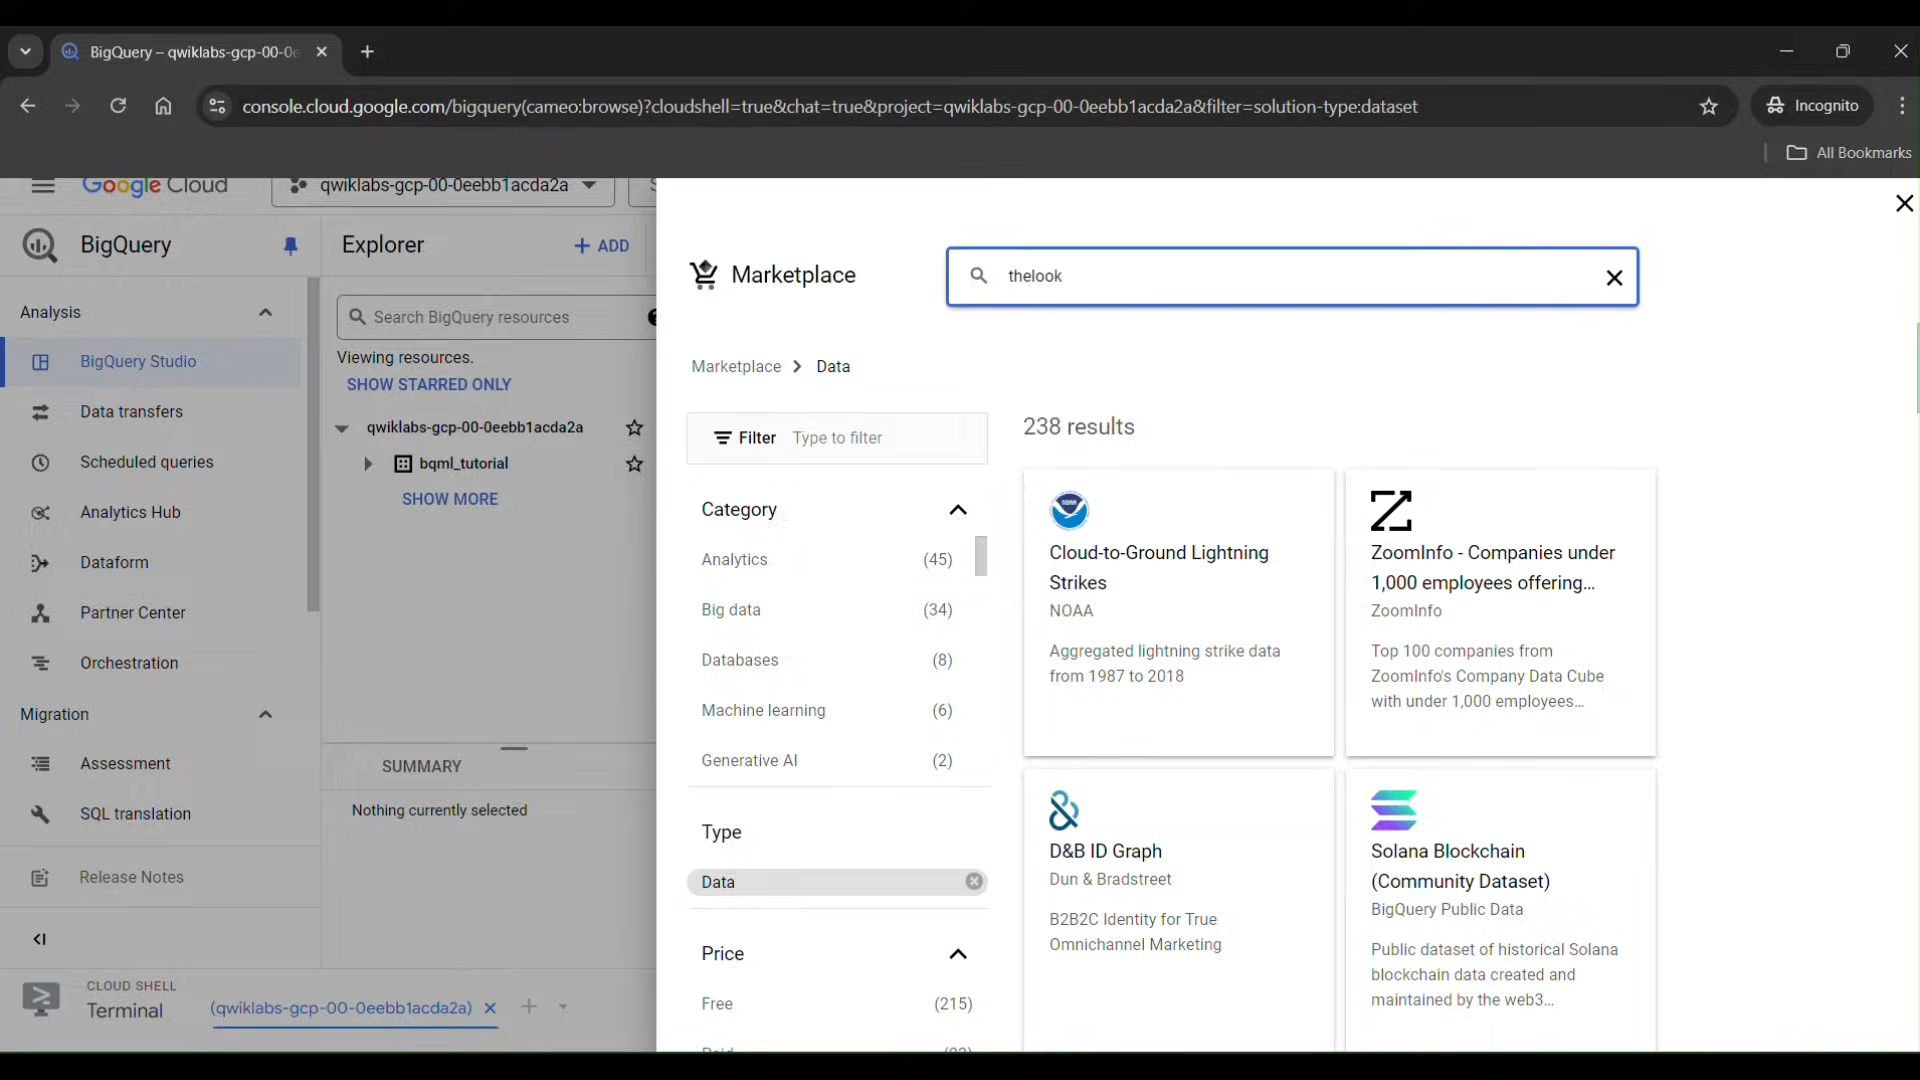 BigQuery – qwiklabs-gcp-00-0e
console.cloud.google.com/bigquery(cameo:browse)?cloudshell=true&chat=true&project=qwiklabs-gcp-00-0eebb1acda2a&filter=solution-type:dataset
Incognito
All Bookmarks
Google Cloud
qwiklabs-gcp-00-0eebb1acda2a
BigQuery
Analysis
BigQuery Studio
Data transfers
Scheduled queries
Analytics Hub
Dataform
Partner Center
Orchestration
Migration
Assessment
SQL translation
Release Notes
Explorer
+ ADD
Search BigQuery resources
Viewing resources.
SHOW STARRED ONLY
qwiklabs-gcp-00-0eebb1acda2a
bqml_tutorial
SHOW MORE
SUMMARY
Nothing currently selected
CLOUD SHELL
Terminal
(qwiklabs-gcp-00-0eebb1acda2a)
Marketplace
thelook
Marketplace > Data
Filter Type to filter
Category
Analytics (45)
Big data (34)
Databases (8)
Machine learning (6)
Generative AI (2)
Type
Data
Price
Free (215)
238 results
NOAA
Cloud-to-Ground Lightning
Strikes
NOAA
Aggregated lightning strike data
from 1987 to 2018
ZoomInfo - Companies under
1,000 employees offering...
ZoomInfo
Top 100 companies from
ZoomInfo's Company Data Cube
with under 1,000 employees...
D&B ID Graph
Dun & Bradstreet
B2B2C Identity for True
Omnichannel Marketing
Solana Blockchain
(Community Dataset)
BigQuery Public Data
Public dataset of historical Solana
blockchain data created and
maintained by the web3...